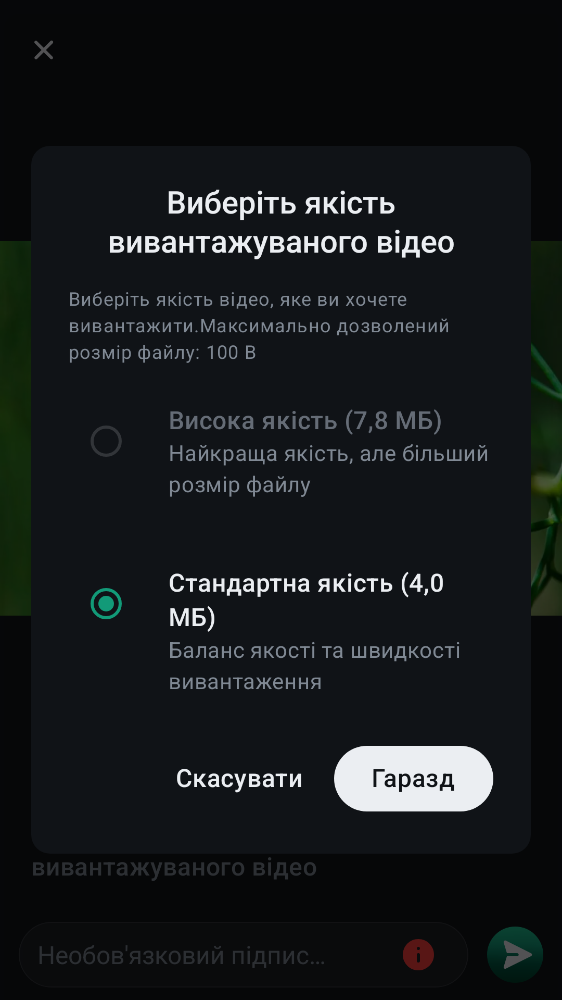 Виберіть якість
вивантажуваного відео
Виберіть якість відео, яке ви хочете
вивантажити.Максимально дозволений
розмір файлу: 100 B
Висока якість (7,8 МБ)
Найкраща якість, але більший
розмір файлу
Стандартна якість (4,0
МБ)
Баланс якості та швидкості
вивантаження
Скасувати
Гаразд
вивантажуваного відео
Необов'язковий підпис…